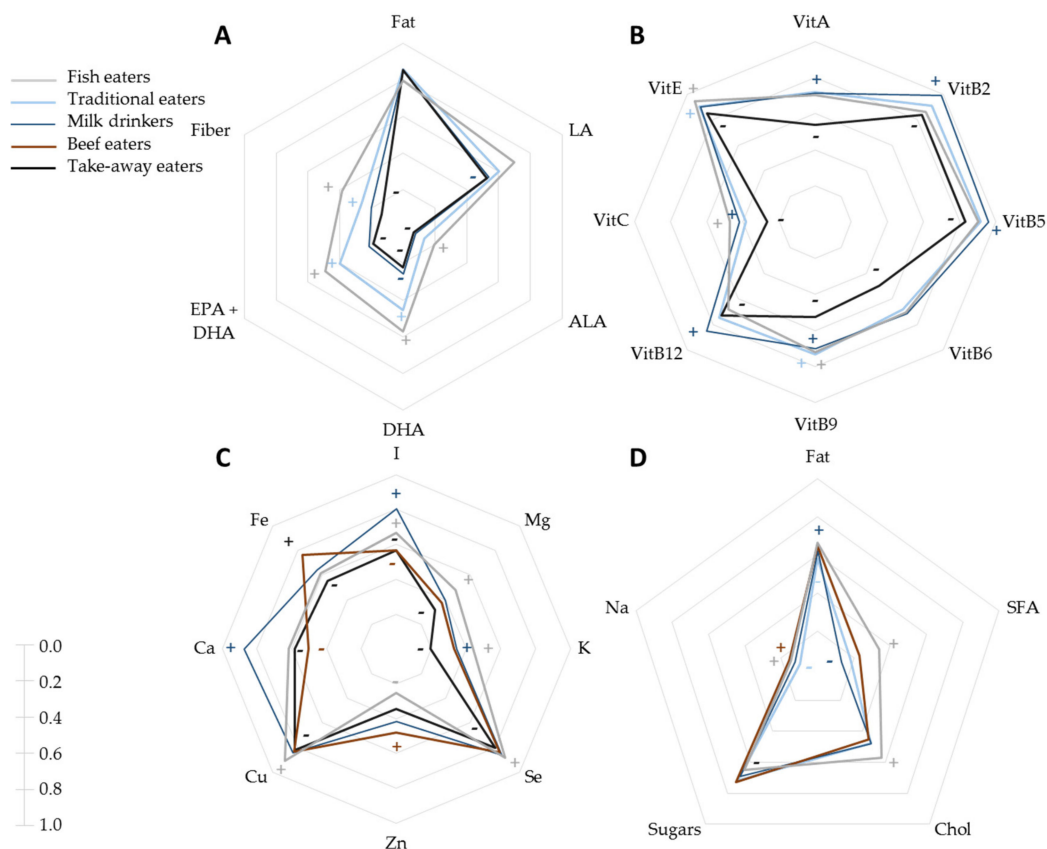 A
Fat
Fish eaters
Traditional eaters
Milk drinkers
Beef eaters
Take-away eaters
Fiber
LA
EPA +
DHA
ALA
DHA
B
VitA
VitE
VitB2
VitC
VitB5
VitB12
VitB6
VitB9
C
I
Fe
Mg
Ca
K
Cu
Se
Zn
0.0
0.2
0.4
0.6
0.8
1.0
D
Fat
Na
SFA
Sugars
Chol